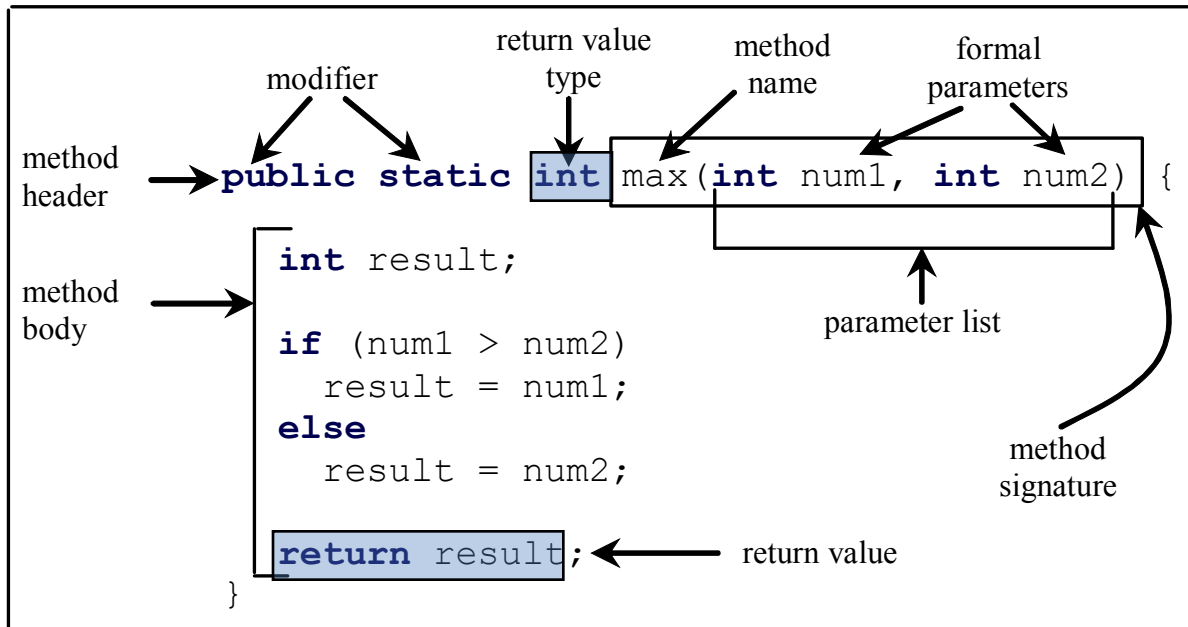 return value
type
method
name
formal
parameters
modifier
method
header
public static int max(int num1, int num2) {
method
body
int result;
parameter list
if (num1 > num2)
result = num1;
else
result = num2;
method
signature
return result;
return value
}